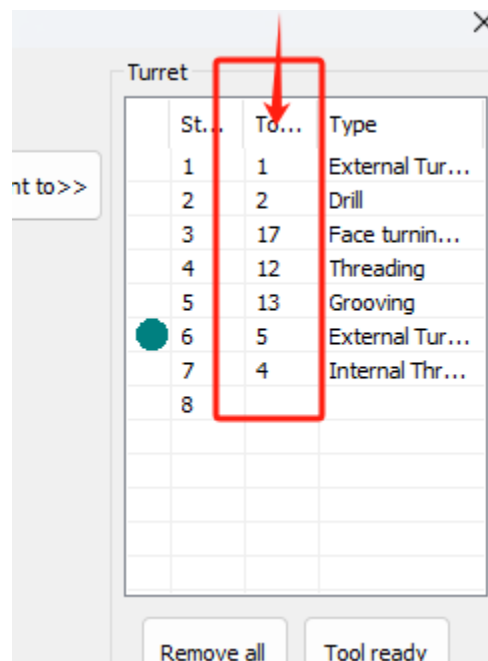 Turret
St... To... Type
1 1 External Tur...
nt to>>
2 2 Drill
3 17 Face turnin...
4 12 Threading
5 13 Grooving
6 5 External Tur...
7 4 Internal Thr...
8
Remove all Tool ready